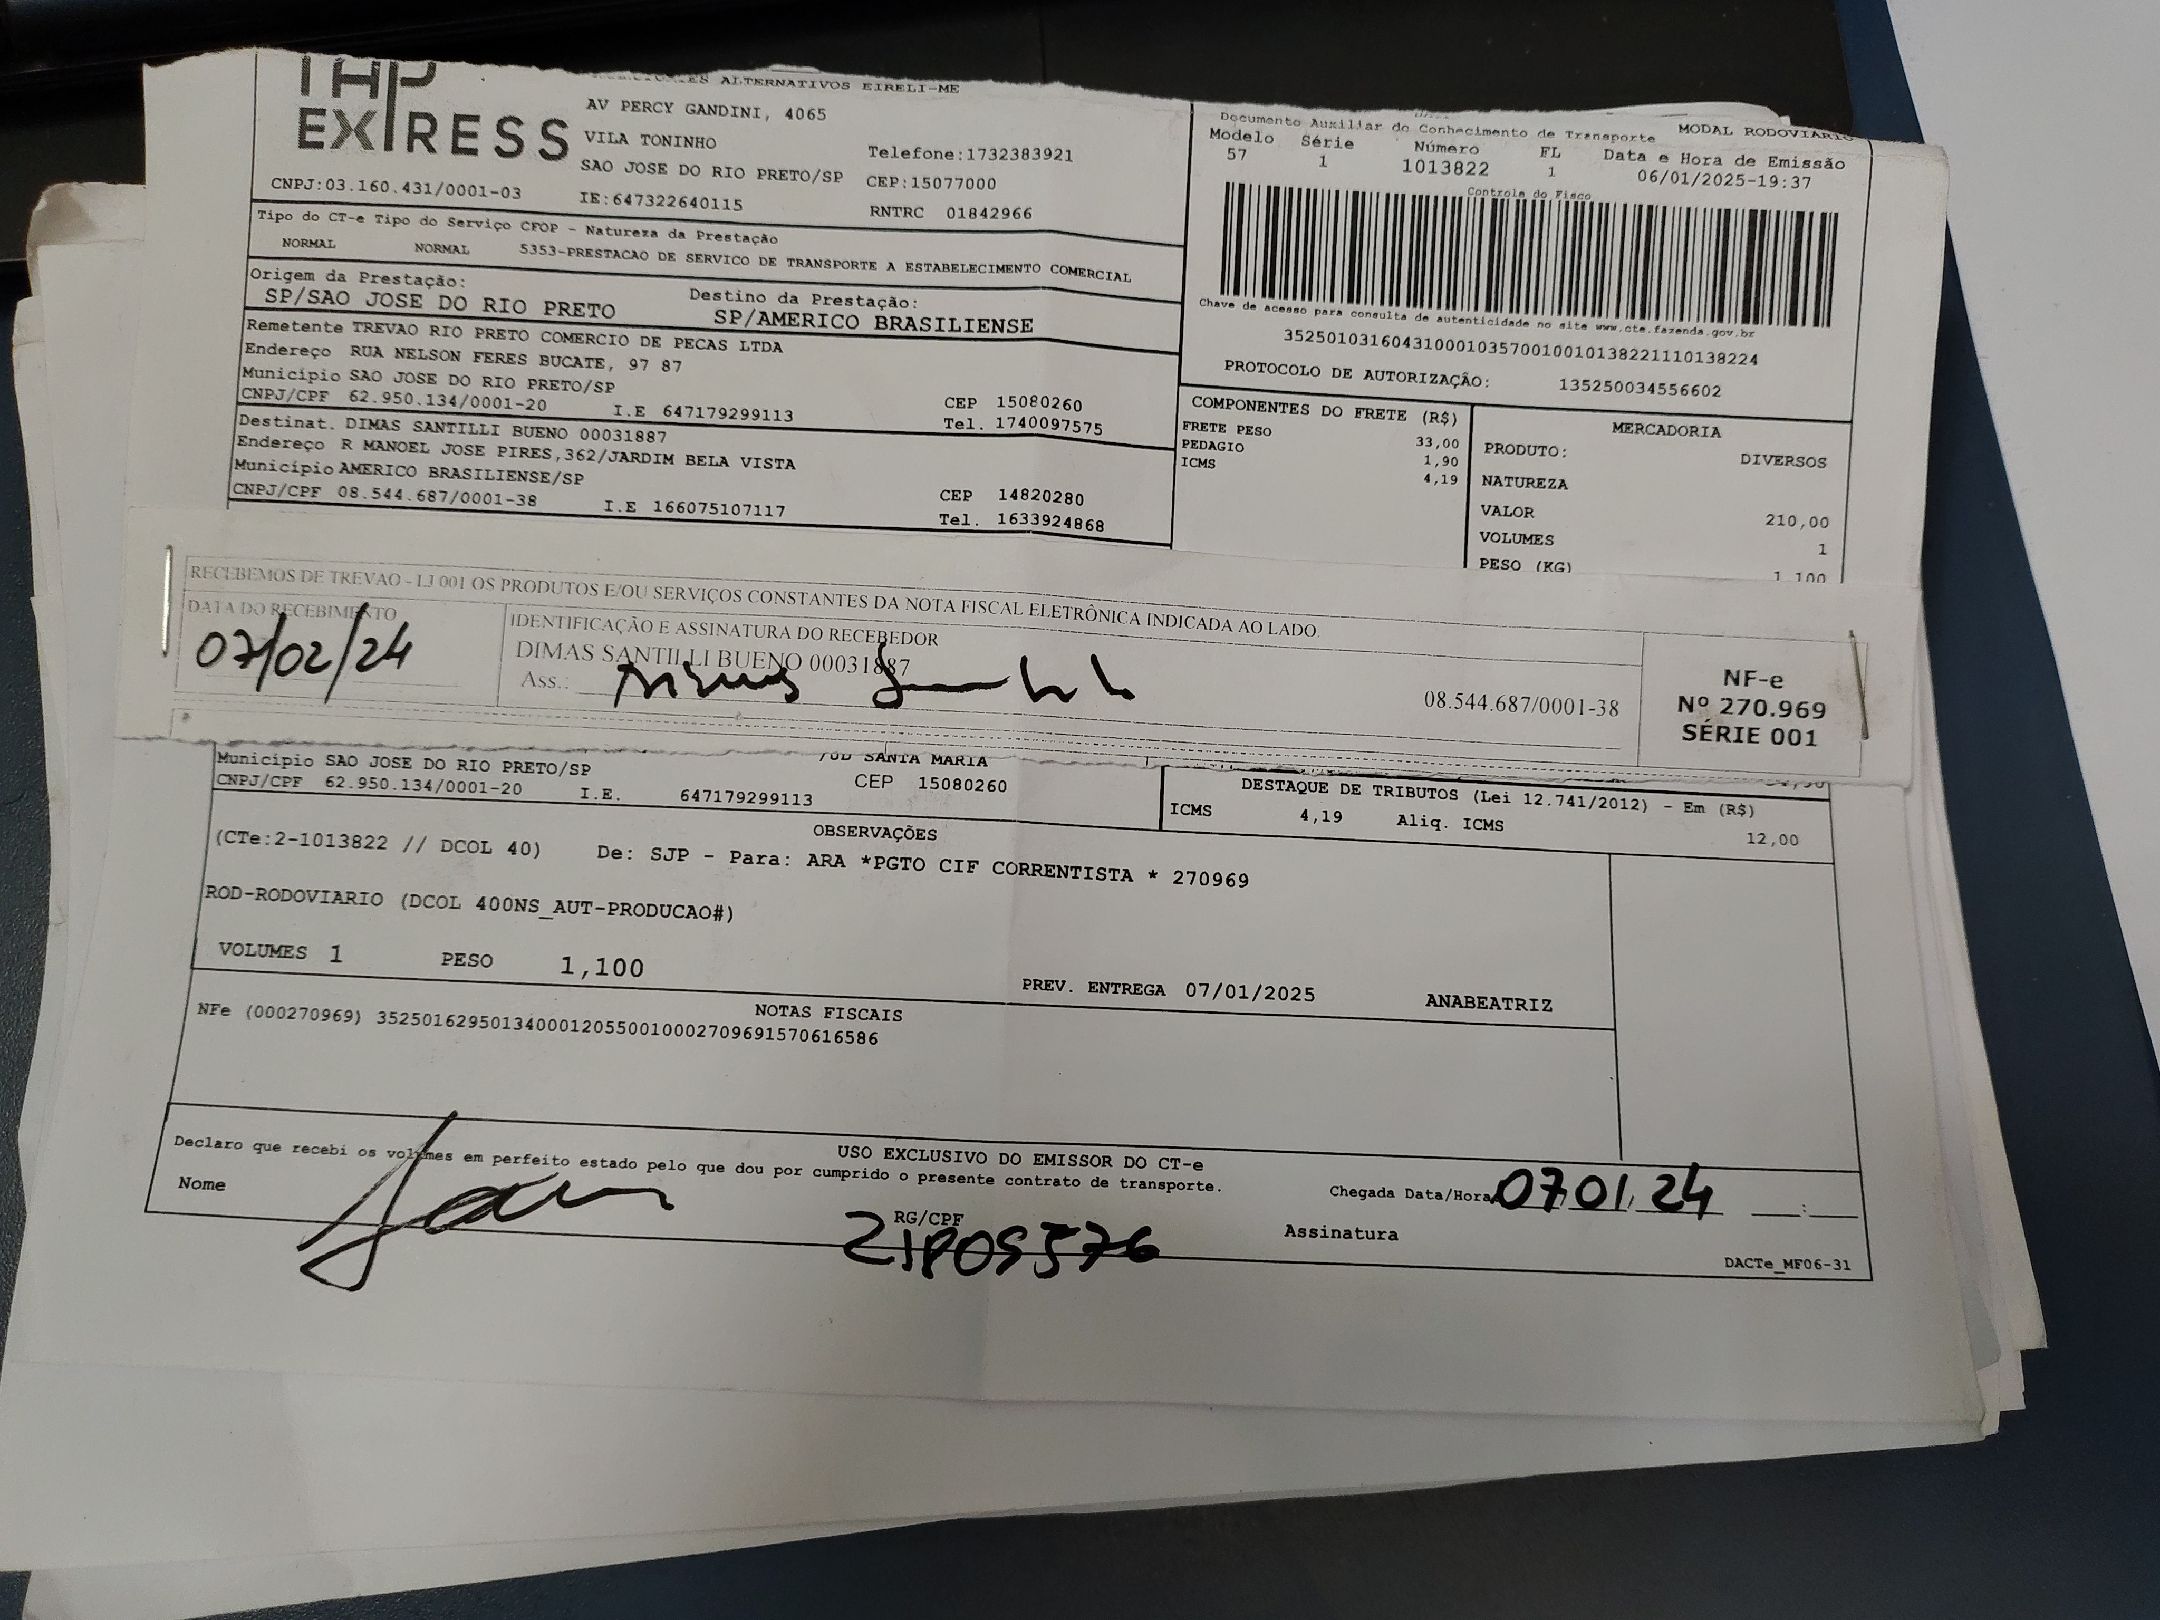 TAP
EXPRESS
ALTERNATIVOS EIRELI-ME
AV PERCY GANDINI, 4065
VILA TONINHO
Telefone:1732383921
SAO JOSE DO RIO PRETO/SP CEP:15077000
CNPJ:03.160.431/0001-03 IE:647322640115 RNTRC 01842966
Documento Auxiliar do Conhecimento de Transporte MODAL RODOVIARIO
Modelo Série Número FL Data e Hora de Emissão
57 1 1013822 1 06/01/2025-19:37
Controle do Fisco
Chave de acesso para consulta de autenticidade no site www.cte.fazenda.gov.br
35250103160431000103570010010138221110138224
PROTOCOLO DE AUTORIZAÇÃO: 135250034556602
Tipo do CT-e Tipo do Serviço CFOP - Natureza da Prestação
NORMAL NORMAL 5353-PRESTACAO DE SERVICO DE TRANSPORTE A ESTABELECIMENTO COMERCIAL
Origem da Prestação: Destino da Prestação:
SP/SAO JOSE DO RIO PRETO SP/AMERICO BRASILIENSE
Remetente TREVAO RIO PRETO COMERCIO DE PECAS LTDA
Endereço RUA NELSON FERES BUCATE, 97 87
Município SAO JOSE DO RIO PRETO/SP CEP 15080260
CNPJ/CPF 62.950.134/0001-20 I.E 647179299113 Tel. 1740097575
Destinat. DIMAS SANTILLI BUENO 00031887
Endereço R MANOEL JOSE PIRES,362/JARDIM BELA VISTA
Município AMERICO BRASILIENSE/SP CEP 14820280
CNPJ/CPF 08.544.687/0001-38 I.E 166075107117 Tel. 1633924868
COMPONENTES DO FRETE (R$)
FRETE PESO 33,00
PEDAGIO 1,90
ICMS 4,19
MERCADORIA
PRODUTO: DIVERSOS
NATUREZA
VALOR 210,00
VOLUMES 1
PESO (KG) 1,100
RECEBEMOS DE TREVAO - LJ 001 OS PRODUTOS E/OU SERVIÇOS CONSTANTES DA NOTA FISCAL ELETRÔNICA INDICADA AO LADO.
DATA DO RECEBIMENTO
07/02/24
IDENTIFICAÇÃO E ASSINATURA DO RECEBEDOR
DIMAS SANTILLI BUENO 00031887
Ass.: 08.544.687/0001-38
NF-e
Nº 270.969
SÉRIE 001
/JD SANTA MARIA
Município SAO JOSE DO RIO PRETO/SP CEP 15080260
CNPJ/CPF 62.950.134/0001-20 I.E. 647179299113
DESTAQUE DE TRIBUTOS (Lei 12.741/2012) - Em (R$)
ICMS 4,19 Aliq. ICMS 12,00
OBSERVAÇÕES
(CTe:2-1013822 // DCOL 40) De: SJP - Para: ARA *PGTO CIF CORRENTISTA * 270969
ROD-RODOVIARIO (DCOL 400NS_AUT-PRODUCAO#)
VOLUMES 1 PESO 1,100
PREV. ENTREGA 07/01/2025 ANABEATRIZ
NOTAS FISCAIS
NFe (000270969) 35250162950134000120550010002709691570616586
USO EXCLUSIVO DO EMISSOR DO CT-e
Declaro que recebi os volumes em perfeito estado pelo que dou por cumprido o presente contrato de transporte.
Nome RG/CPF Chegada Data/Hora 07/01/24
Assinatura
DACTe_MF06-31